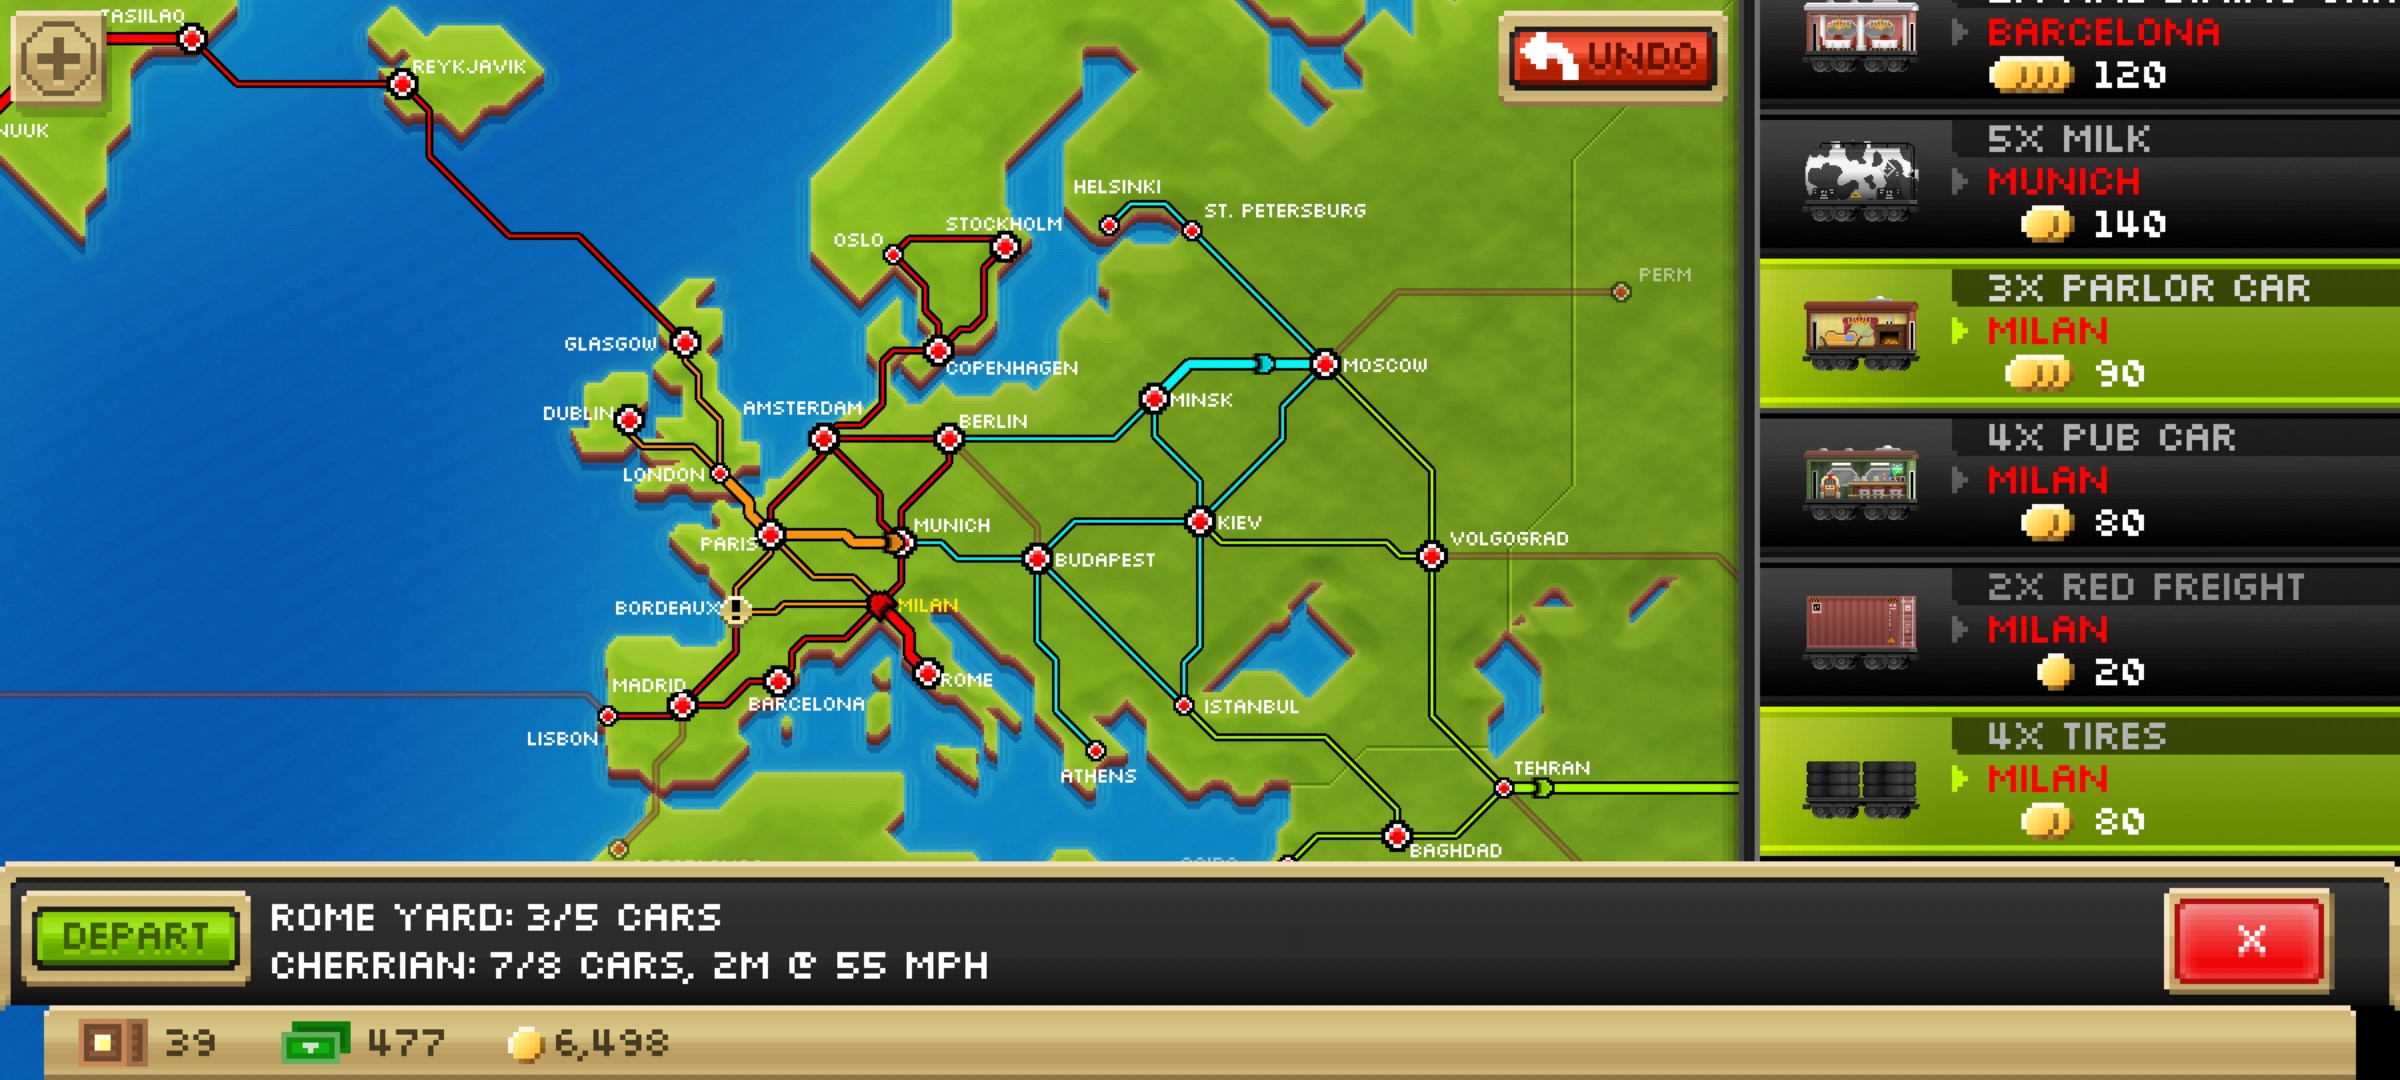 TASIILAQ
REYKJAVIK
NUUK
UNDO
HELSINKI
ST. PETERSBURG
STOCKHOLM
OSLO
PERM
GLASGOW
COPENHAGEN
MOSCOW
DUBLIN
AMSTERDAM
MINSK
BERLIN
LONDON
PARIS
MUNICH
KIEV
VOLGOGRAD
BUDAPEST
BORDEAUX
!
MILAN
MADRID
ROME
BARCELONA
ISTANBUL
LISBON
ATHENS
TEHRAN
BAGHDAD
BARCELONA
120
5X MILK
MUNICH
140
3X PARLOR CAR
MILAN
90
4X PUB CAR
MILAN
80
2X RED FREIGHT
MILAN
20
4X TIRES
MILAN
80
DEPART
ROME YARD: 3/5 CARS
CHERRIAN: 7/8 CARS, 2M @ 55 MPH
X
39
477
6,498